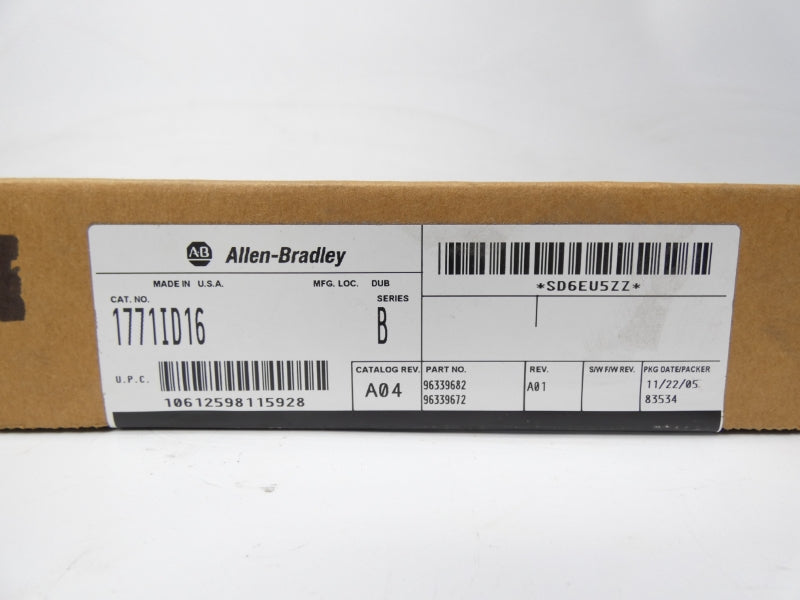 A-B Allen-Bradley
MADE IN U.S.A. MFG. LOC. DUB
CAT. NO. SERIES
1771ID16 B
U.P.C.
10612598115928
*SD6EU5ZZ*
CATALOG REV. PART NO. REV. S/W F/W REV. PKG DATE/PACKER
A04 96339682 A01 11/22/05
96339672 83534